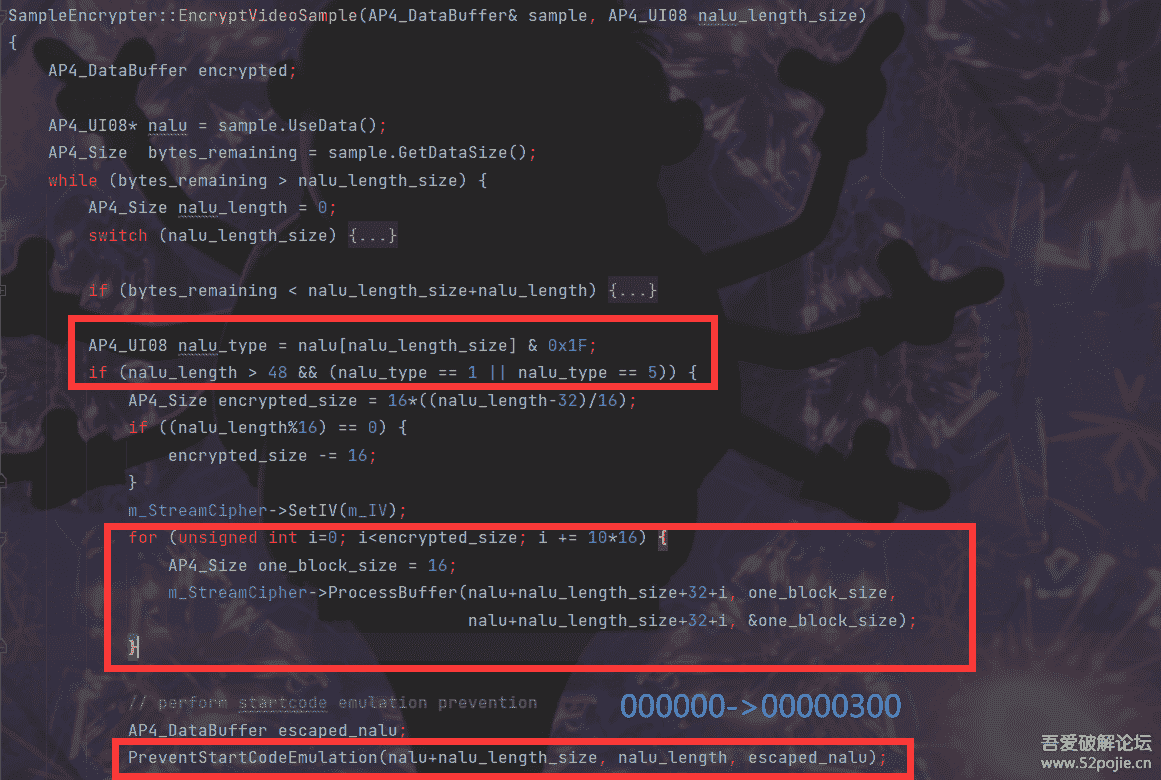 SampleEncrypter::EncryptVideoSample(AP4_DataBuffer& sample, AP4_UI08 nalu_length_size)
{
    AP4_DataBuffer encrypted;

    AP4_UI08* nalu = sample.UseData();
    AP4_Size  bytes_remaining = sample.GetDataSize();
    while (bytes_remaining > nalu_length_size) {
        AP4_Size nalu_length = 0;
        switch (nalu_length_size) {...}

        if (bytes_remaining < nalu_length_size+nalu_length) {...}

        AP4_UI08 nalu_type = nalu[nalu_length_size] & 0x1F;
        if (nalu_length > 48 && (nalu_type == 1 || nalu_type == 5)) {
            AP4_Size encrypted_size = 16*((nalu_length-32)/16);
            if ((nalu_length%16) == 0) {
                encrypted_size -= 16;
            }
            m_StreamCipher->SetIV(m_IV);
            for (unsigned int i=0; i<encrypted_size; i += 10*16) {
                AP4_Size one_block_size = 16;
                m_StreamCipher->ProcessBuffer(nalu+nalu_length_size+32+i, one_block_size,
                                              nalu+nalu_length_size+32+i, &one_block_size);
            }

            // perform startcode emulation prevention
000000->00000300
            AP4_DataBuffer escaped_nalu;
            PreventStartCodeEmulation(nalu+nalu_length_size, nalu_length, escaped_nalu);
吾爱破解论坛
www.52pojie.cn